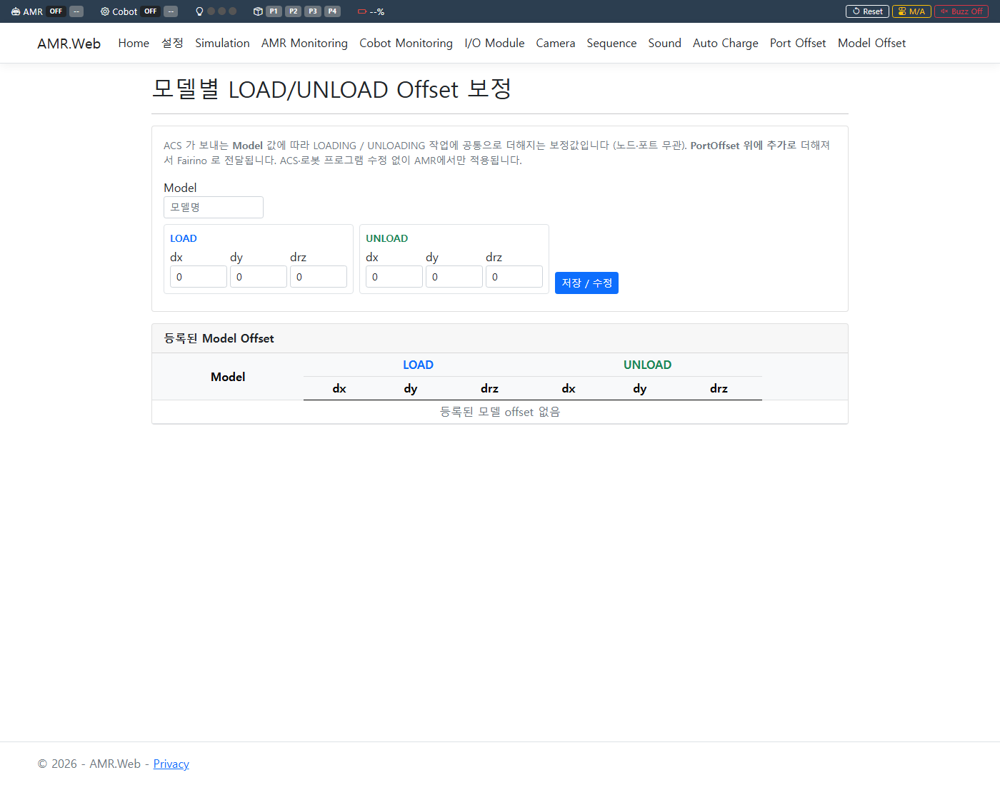 AMR OFF -- Cobot OFF -- P1 P2 P3 P4 --% Reset M/A Buzz Off
AMR.Web Home 설정 Simulation AMR Monitoring Cobot Monitoring I/O Module Camera Sequence Sound Auto Charge Port Offset Model Offset
모델별 LOAD/UNLOAD Offset 보정
ACS 가 보내는 Model 값에 따라 LOADING / UNLOADING 작업에 공통으로 더해지는 보정값입니다 (노드·포트 무관). PortOffset 위에 추가로 더해져
서 Fairino 로 전달됩니다. ACS·로봇 프로그램 수정 없이 AMR에서만 적용됩니다.
Model
모델명
LOAD UNLOAD
dx dy drz dx dy drz
0 0 0 0 0 0 저장 / 수정
등록된 Model Offset
Model LOAD UNLOAD
dx dy drz dx dy drz
등록된 모델 offset 없음
© 2026 - AMR.Web - Privacy